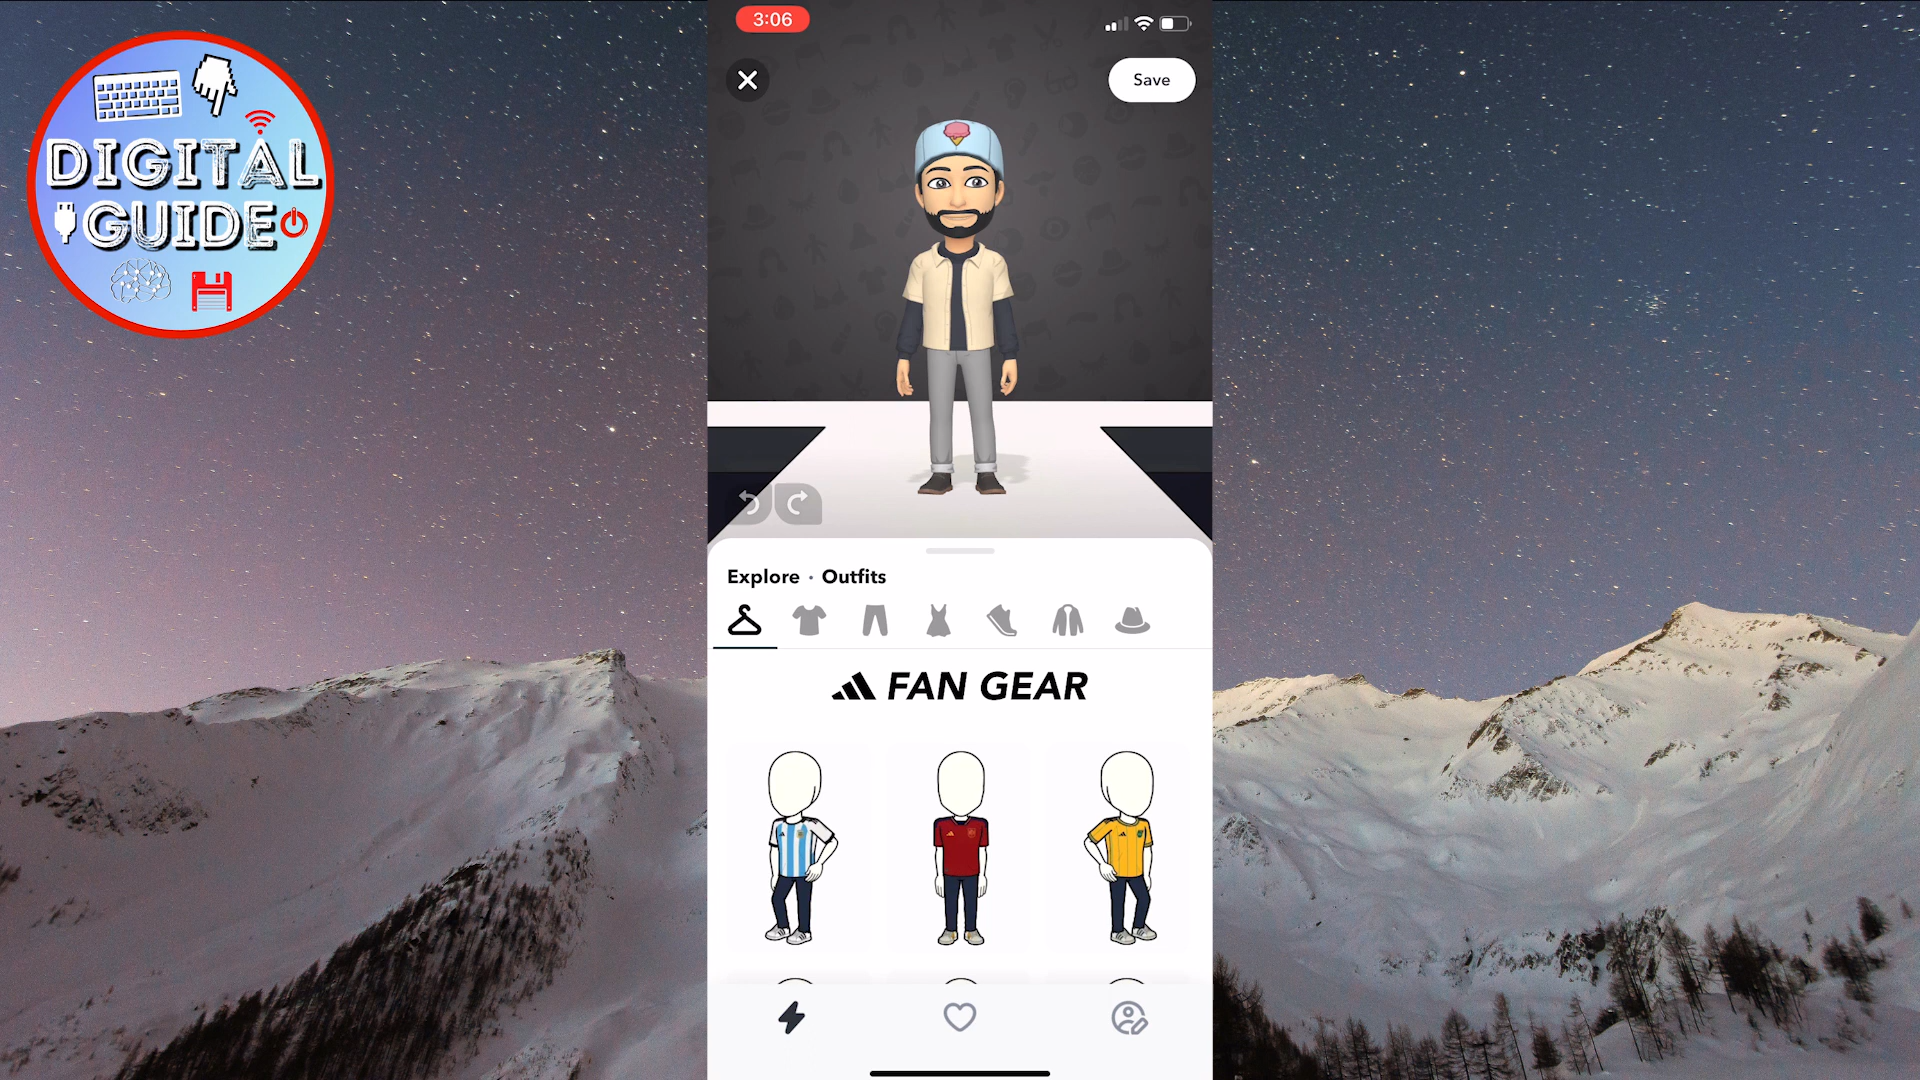 DIGITAL
GUIDE
3:06
Save
Explore · Outfits
FAN GEAR